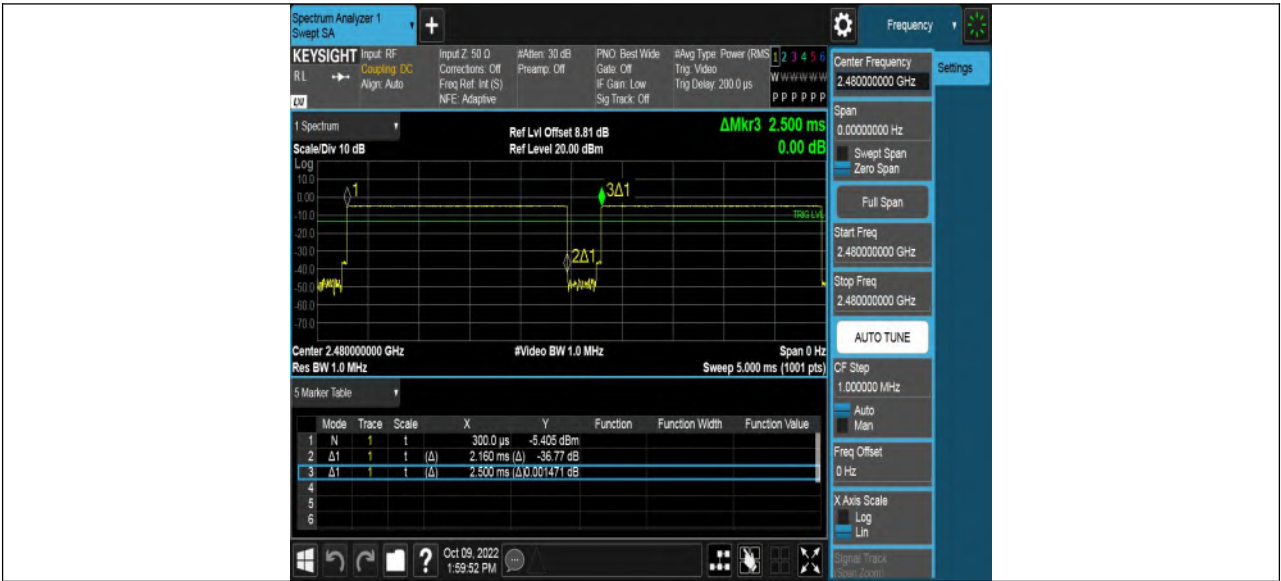 Spectrum Analyzer 1
Swept SA
+
Frequency
KEYSIGHT
Input: RF
Coupling: DC
Align: Auto
RL
LXI
Input Z: 50 Ω
Corrections: Off
Freq Ref: Int (S)
NFE: Adaptive
#Atten: 30 dB
Preamp: Off
PNO: Best Wide
Gate: Off
IF Gain: Low
Sig Track: Off
#Avg Type: Power (RMS
Trig: Video
Trig Delay: 200.0 µs
1 2 3 4 5 6
W W W W W W
P P P P P P
1 Spectrum
Scale/Div 10 dB
Ref Lvl Offset 8.81 dB
Ref Level 20.00 dBm
ΔMkr3 2.500 ms
0.00 dB
Log
10.0
0.00
-10.0
-20.0
-30.0
-40.0
-50.0
-60.0
-70.0
1
3Δ1
2Δ1
TRIG LVL
Center 2.480000000 GHz
#Video BW 1.0 MHz
Span 0 Hz
Res BW 1.0 MHz
Sweep 5.000 ms (1001 pts)
5 Marker Table
Mode Trace Scale X Y Function Function Width Function Value
1 N 1 t 300.0 µs -5.405 dBm
2 Δ1 1 t (Δ) 2.160 ms (Δ) -36.77 dB
3 Δ1 1 t (Δ) 2.500 ms (Δ) 0.001471 dB
4
5
6
?
Oct 09, 2022
1:59:52 PM
Center Frequency
2.480000000 GHz
Settings
Span
0.00000000 Hz
Swept Span
Zero Span
Full Span
Start Freq
2.480000000 GHz
Stop Freq
2.480000000 GHz
AUTO TUNE
CF Step
1.000000 MHz
Auto
Man
Freq Offset
0 Hz
X Axis Scale
Log
Lin
Signal Track
(Span Zoom)